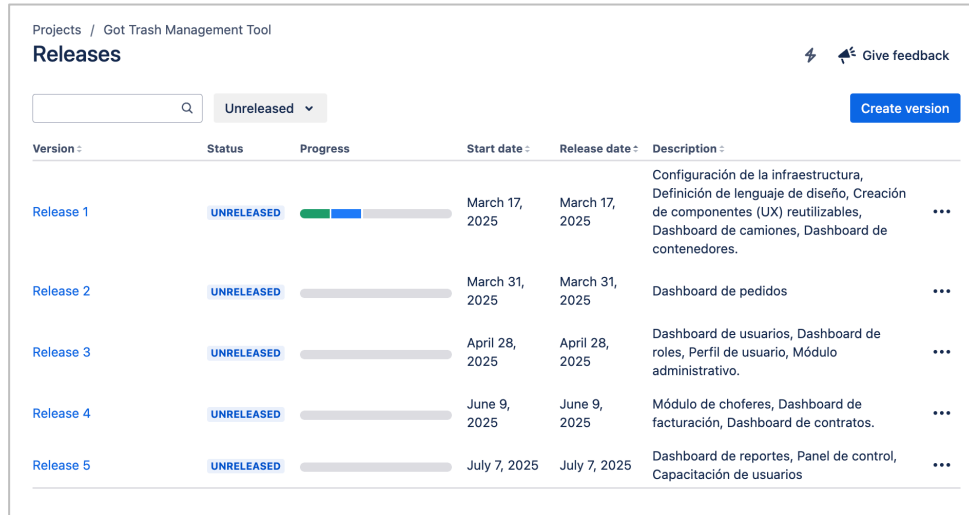 Projects / Got Trash Management Tool
Releases
Give feedback
Unreleased
Create version
Version Status Progress Start date Release date Description
Release 1 UNRELEASED March 17, 2025 March 17, 2025 Configuración de la infraestructura,
Definición de lenguaje de diseño, Creación
de componentes (UX) reutilizables,
Dashboard de camiones, Dashboard de
contenedores.
Release 2 UNRELEASED March 31, 2025 March 31, 2025 Dashboard de pedidos
Release 3 UNRELEASED April 28, 2025 April 28, 2025 Dashboard de usuarios, Dashboard de
roles, Perfil de usuario, Módulo
administrativo.
Release 4 UNRELEASED June 9, 2025 June 9, 2025 Módulo de choferes, Dashboard de
facturación, Dashboard de contratos.
Release 5 UNRELEASED July 7, 2025 July 7, 2025 Dashboard de reportes, Panel de control,
Capacitación de usuarios